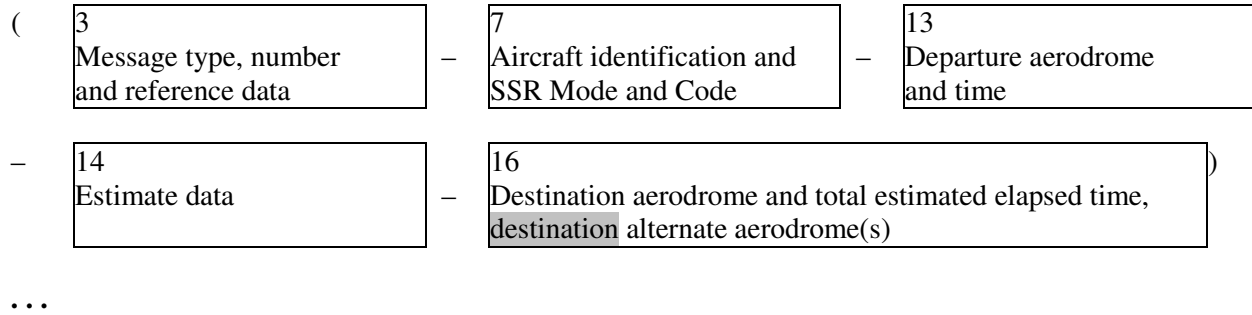 ( 3 7 13
Message type, number – Aircraft identification and – Departure aerodrome
and reference data SSR Mode and Code and time
– 14 16 )
Estimate data – Destination aerodrome and total estimated elapsed time,
destination alternate aerodrome(s)
. . .